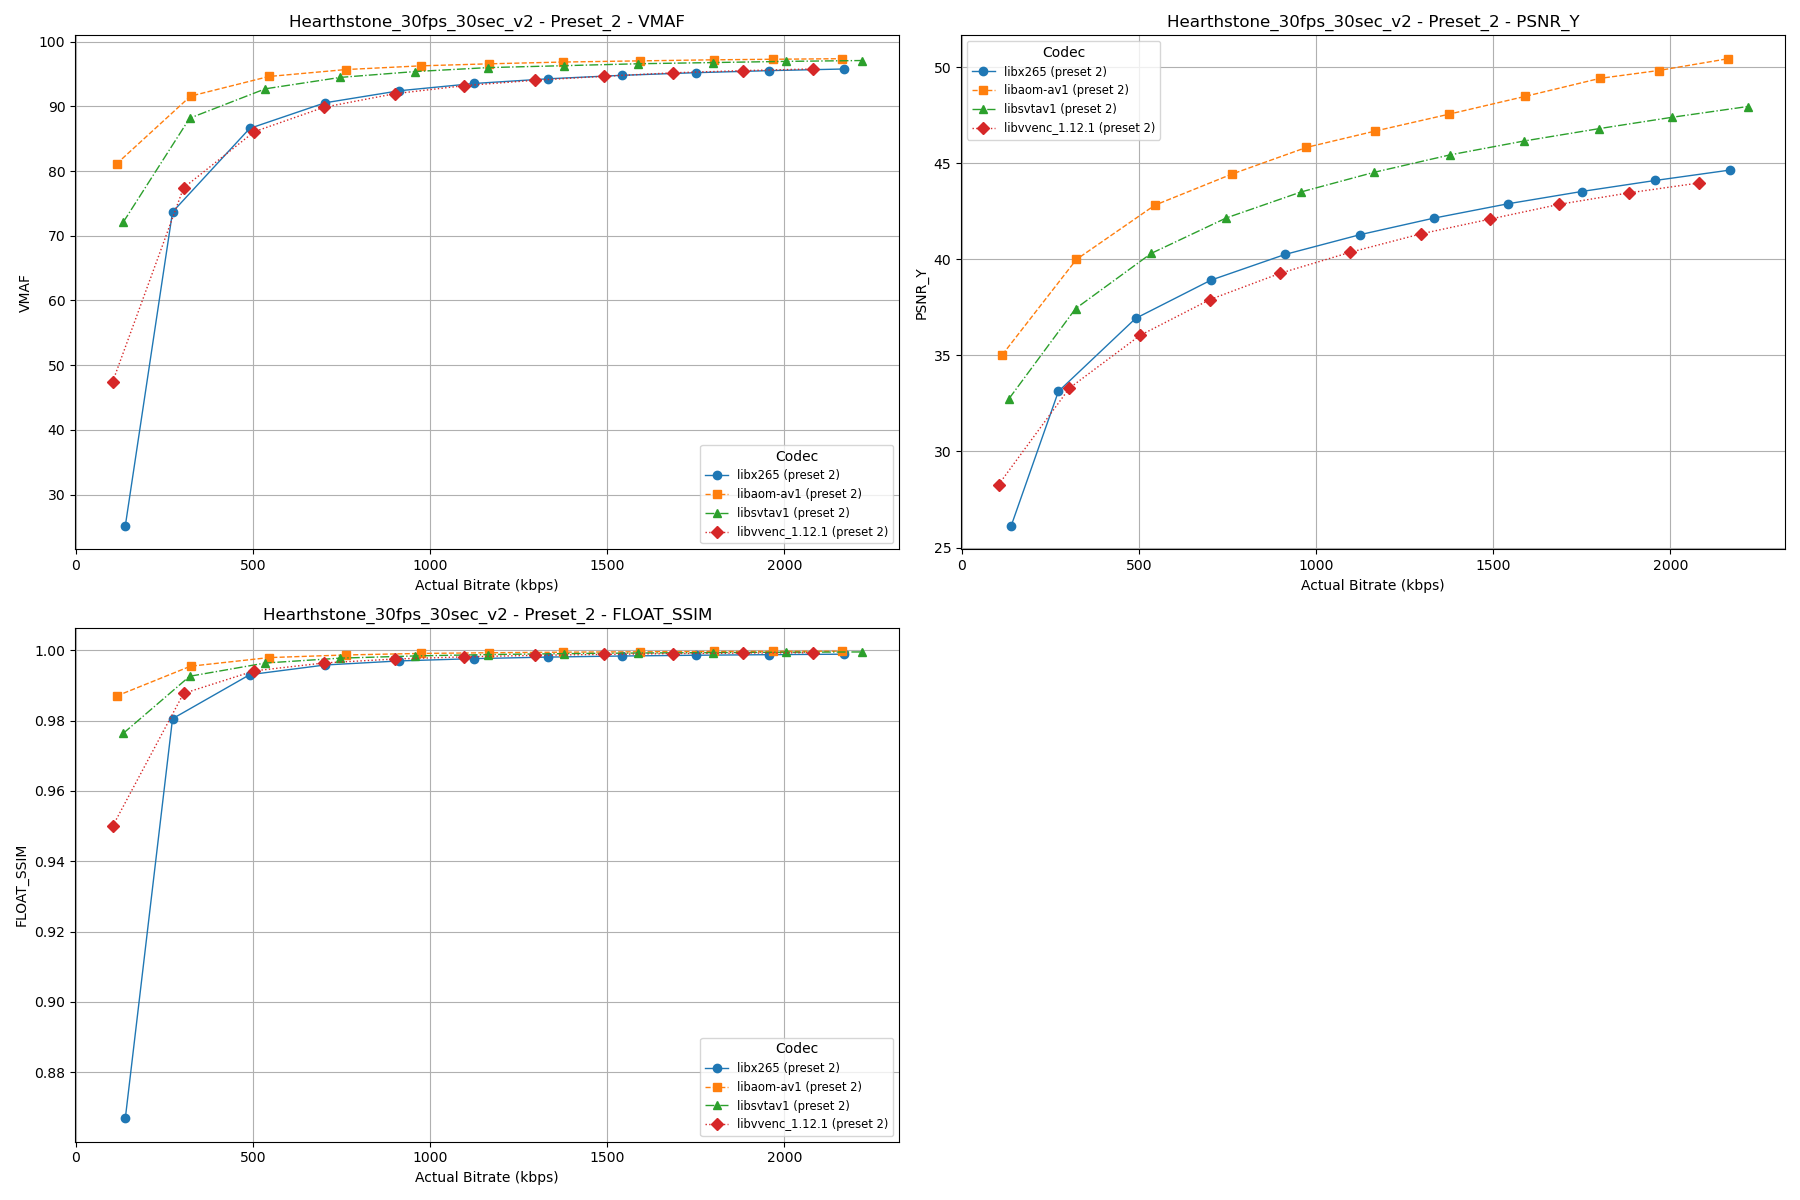 Hearthstone_30fps_30sec_v2 - Preset_2 - VMAF
100
90
80
70
60
50
40
30
VMAF
0 500 1000 1500 2000
Actual Bitrate (kbps)
Codec
libx265 (preset 2)
libaom-av1 (preset 2)
libsvtav1 (preset 2)
libvvenc_1.12.1 (preset 2)
Hearthstone_30fps_30sec_v2 - Preset_2 - PSNR_Y
50
45
40
35
30
25
PSNR_Y
0 500 1000 1500 2000
Actual Bitrate (kbps)
Codec
libx265 (preset 2)
libaom-av1 (preset 2)
libsvtav1 (preset 2)
libvvenc_1.12.1 (preset 2)
Hearthstone_30fps_30sec_v2 - Preset_2 - FLOAT_SSIM
1.00
0.98
0.96
0.94
0.92
0.90
0.88
FLOAT_SSIM
0 500 1000 1500 2000
Actual Bitrate (kbps)
Codec
libx265 (preset 2)
libaom-av1 (preset 2)
libsvtav1 (preset 2)
libvvenc_1.12.1 (preset 2)